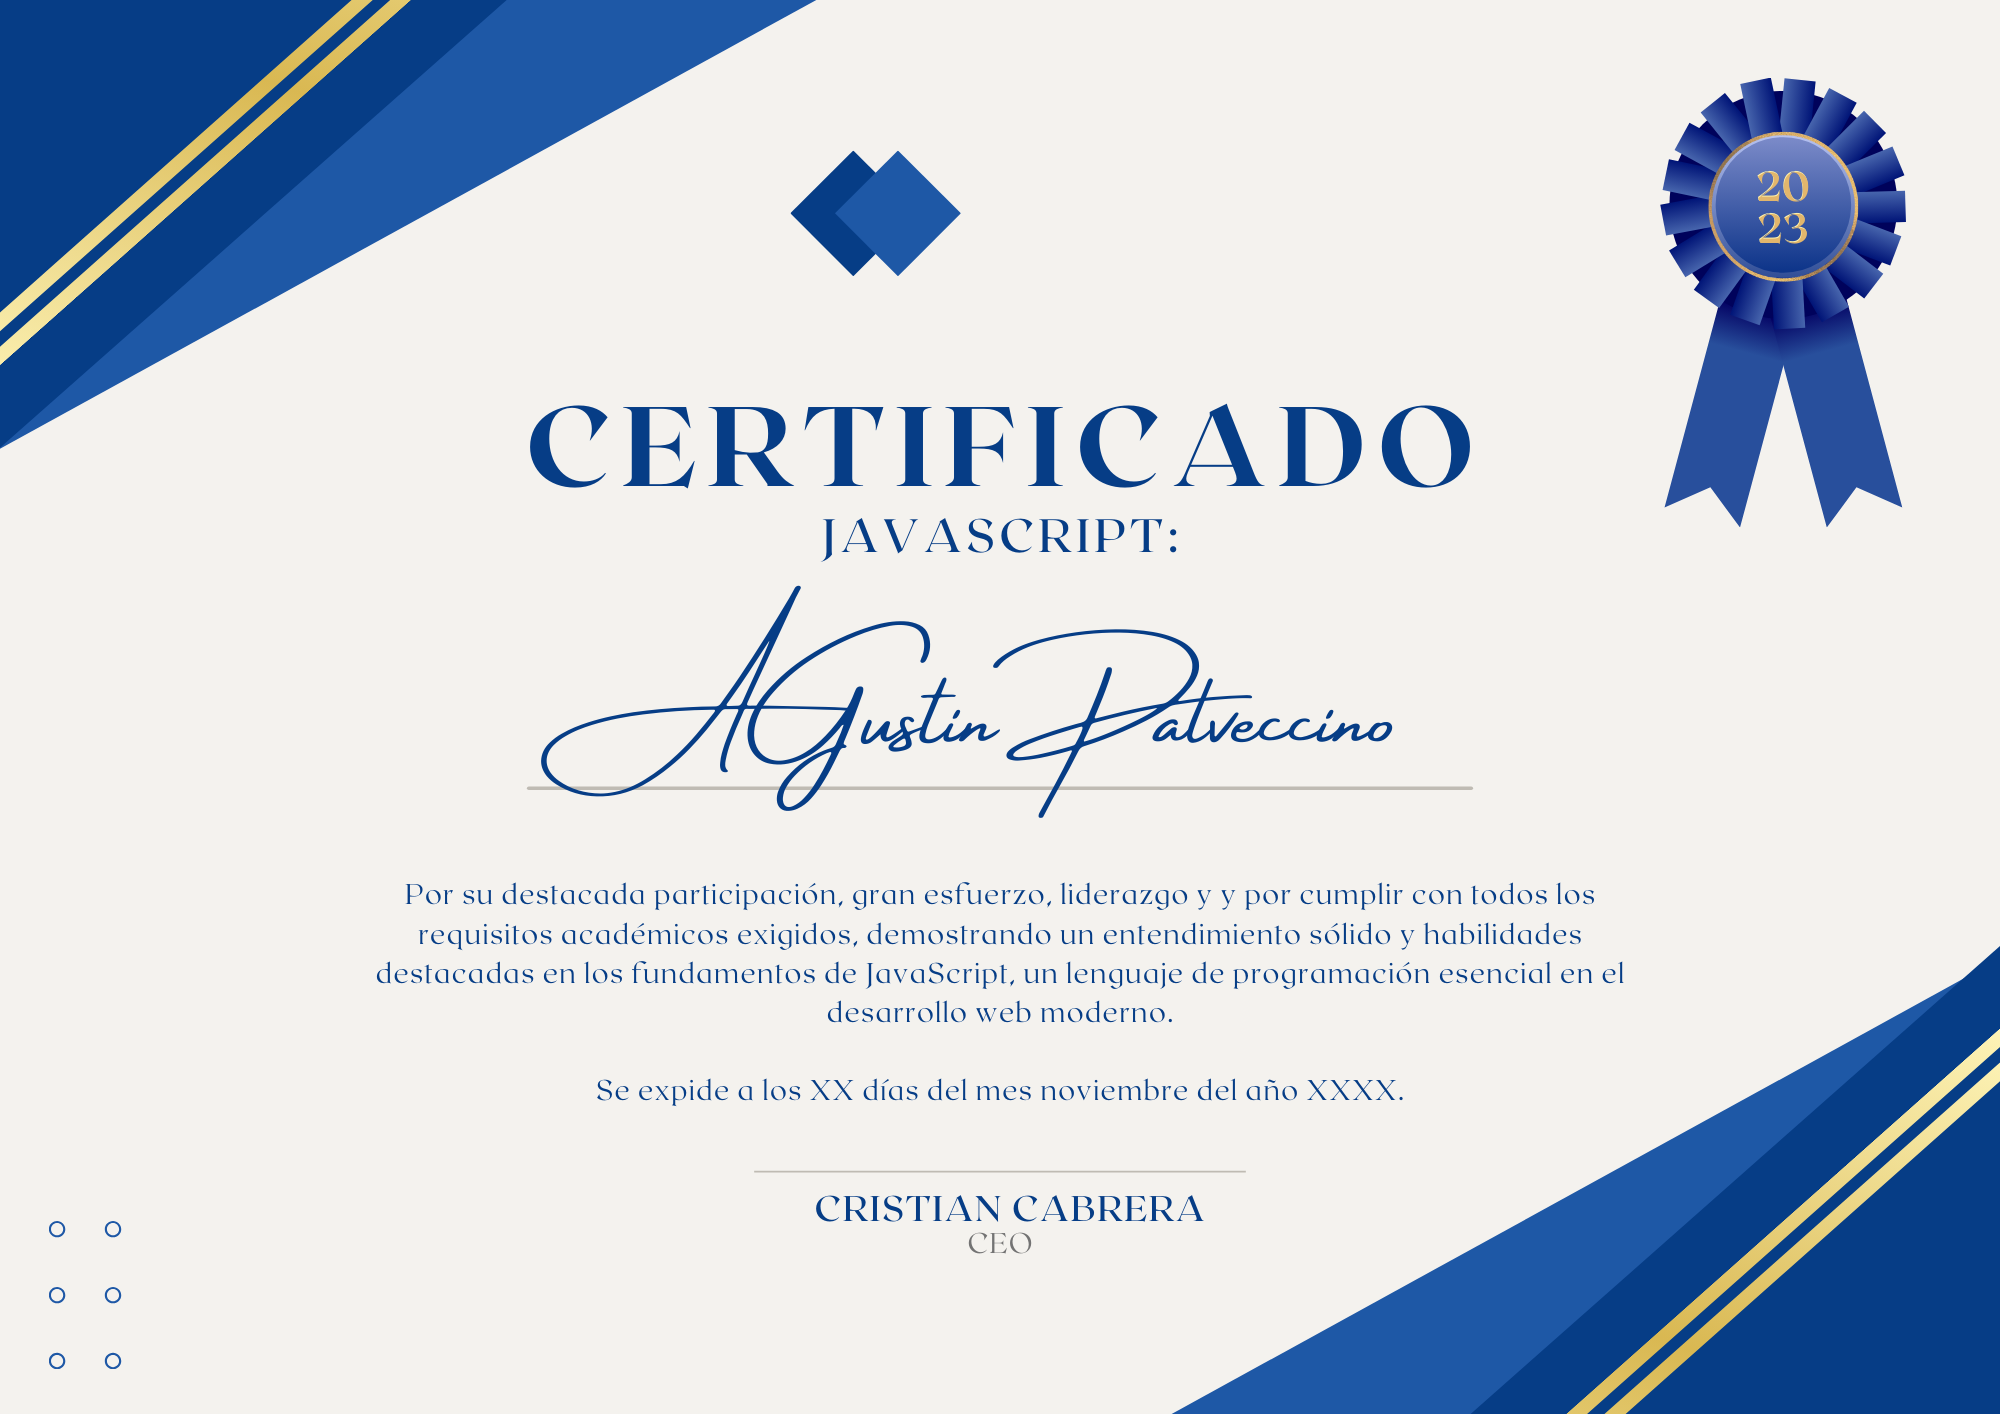 20
23
CERTIFICADO
JAVASCRIPT:
AGustin Patveccino
Por su destacada participación, gran esfuerzo, liderazgo y y por cumplir con todos los
requisitos académicos exigidos, demostrando un entendimiento sólido y habilidades
destacadas en los fundamentos de JavaScript, un lenguaje de programación esencial en el
desarrollo web moderno.
Se expide a los XX días del mes noviembre del año XXXX.
CRISTIAN CABRERA
CEO